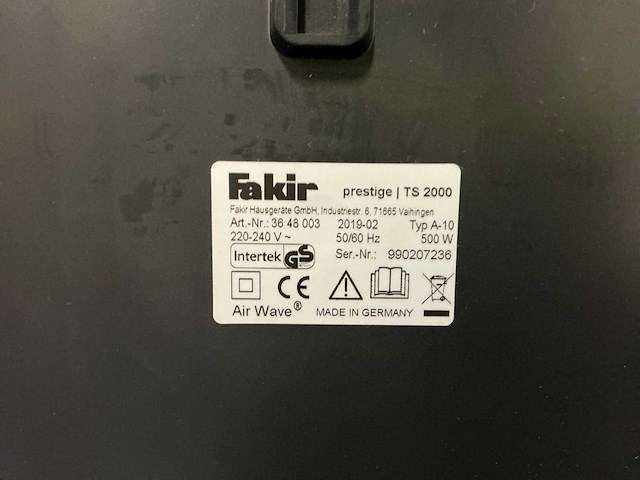 Fakir prestige | TS 2000
Fakir Hausgeräte GmbH, Industriestr. 6, 71665 Vaihingen
Art.-Nr.: 36 48 003 2019-02 Typ A-10
220-240 V ~ 50/60 Hz 500 W
Intertek GS Ser.-Nr.: 990207236
CE
Air Wave® MADE IN GERMANY